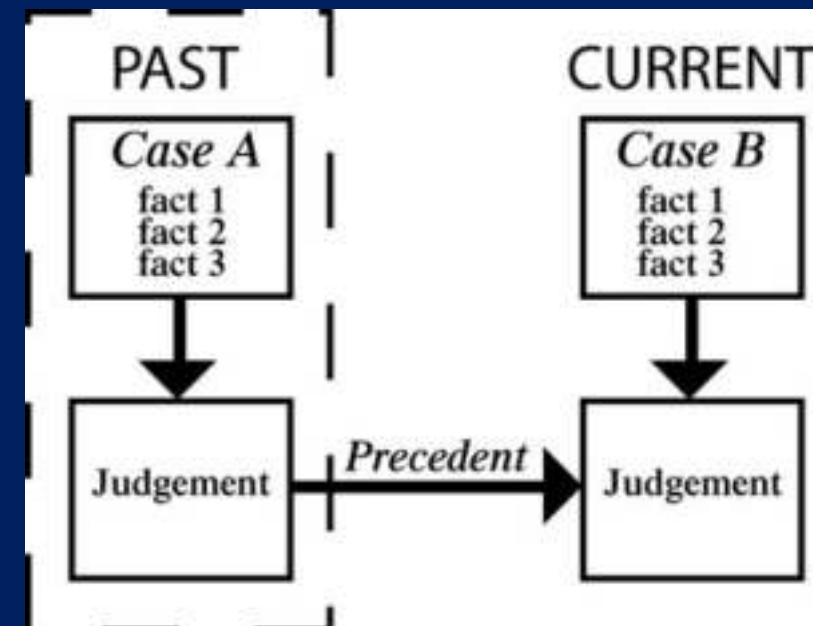 PAST
Case A
fact 1
fact 2
fact 3
Judgement
Precedent
CURRENT
Case B
fact 1
fact 2
fact 3
Judgement